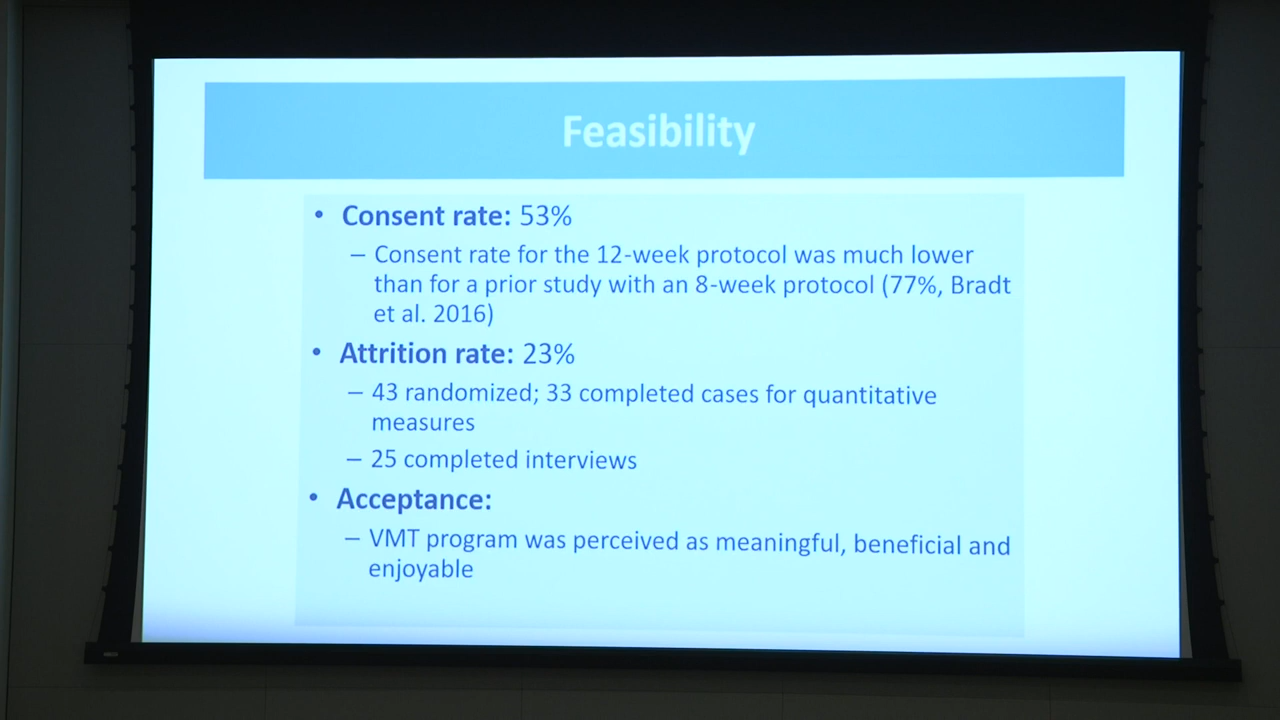 Feasibility
• Consent rate: 53%
– Consent rate for the 12-week protocol was much lower
than for a prior study with an 8-week protocol (77%, Bradt
et al. 2016)
• Attrition rate: 23%
– 43 randomized; 33 completed cases for quantitative
measures
– 25 completed interviews
• Acceptance:
– VMT program was perceived as meaningful, beneficial and
enjoyable